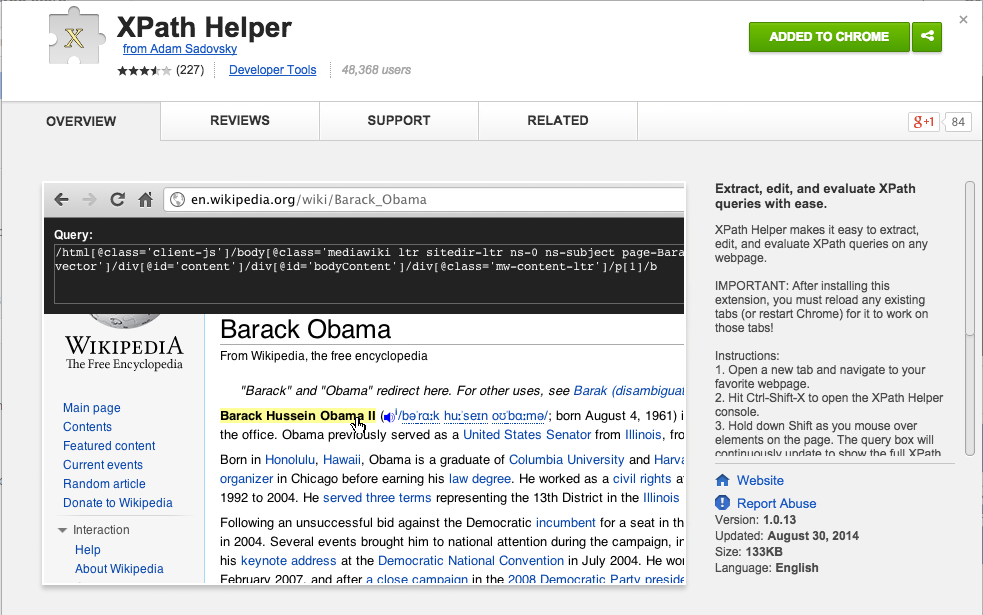 XPath Helper
from Adam Sadovsky
(227) Developer Tools 48,368 users
ADDED TO CHROME
OVERVIEW REVIEWS SUPPORT RELATED
g+1 84
en.wikipedia.org/wiki/Barack_Obama
Query:
/html[@class='client-js']/body[@class='mediawiki ltr sitedir-ltr ns-0 ns-subject page-Bara
vector']/div[@id='content']/div[@id='bodyContent']/div[@class='mw-content-ltr']/p[1]/b
WIKIPEDIA
The Free Encyclopedia
Main page
Contents
Featured content
Current events
Random article
Donate to Wikipedia
Interaction
Help
About Wikipedia
Barack Obama
From Wikipedia, the free encyclopedia
"Barack" and "Obama" redirect here. For other uses, see Barak (disambiguat
Barack Hussein Obama II (/bəˈrɑːk huːˈseɪn oʊˈbɑːmə/; born August 4, 1961) i
the office. Obama previously served as a United States Senator from Illinois, fro
Born in Honolulu, Hawaii, Obama is a graduate of Columbia University and Harva
organizer in Chicago before earning his law degree. He worked as a civil rights at
1992 to 2004. He served three terms representing the 13th District in the Illinois
Following an unsuccessful bid against the Democratic incumbent for a seat in th
in 2004. Several events brought him to national attention during the campaign, in
his keynote address at the Democratic National Convention in July 2004. He wor
February 2007, and after a close campaign in the 2008 Democratic Party preside
Extract, edit, and evaluate XPath
queries with ease.
XPath Helper makes it easy to extract,
edit, and evaluate XPath queries on any
webpage.
IMPORTANT: After installing this
extension, you must reload any existing
tabs (or restart Chrome) for it to work on
those tabs!
Instructions:
1. Open a new tab and navigate to your
favorite webpage.
2. Hit Ctrl-Shift-X to open the XPath Helper
console.
3. Hold down Shift as you mouse over
elements on the page. The query box will
continuously update to show the full XPath
Website
Report Abuse
Version: 1.0.13
Updated: August 30, 2014
Size: 133KB
Language: English